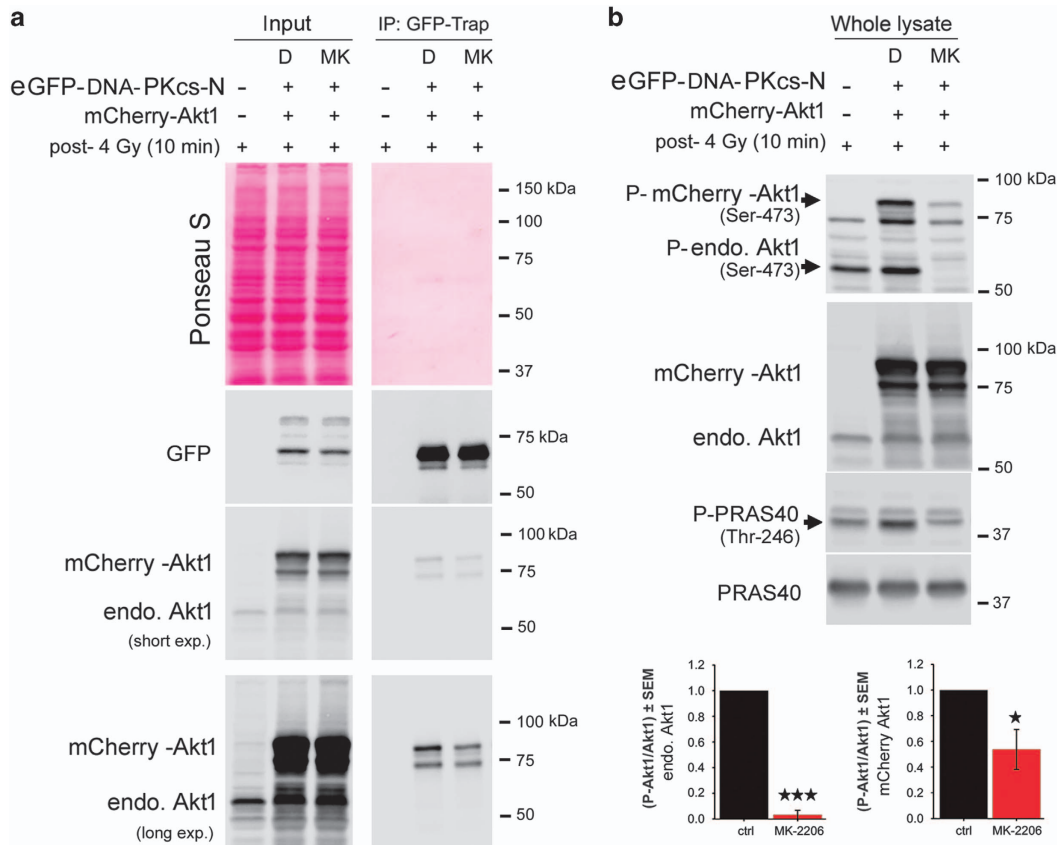 a
Input
IP: GFP-Trap
D MK D MK
eGFP-DNA-PKcs-N - + + - + +
mCherry-Akt1 - + + - + +
post- 4 Gy (10 min) + + + + + +
Ponseau S
150 kDa
100
75
50
37
GFP
75 kDa
50
mCherry -Akt1
endo. Akt1
(short exp.)
100 kDa
75
50
mCherry -Akt1
endo. Akt1
(long exp.)
100 kDa
75
50
b
Whole lysate
D MK
eGFP-DNA-PKcs-N - + +
mCherry-Akt1 - + +
post- 4 Gy (10 min) + + +
P- mCherry -Akt1
(Ser-473)
P- endo. Akt1
(Ser-473)
100 kDa
75
50
mCherry -Akt1
endo. Akt1
100 kDa
75
50
P-PRAS40
(Thr-246)
37
PRAS40
37
(P-Akt1/Akt1) ± SEM
endo. Akt1
1.2
1.0
0.8
0.6
0.4
0.2
0.0
★★★
ctrl MK-2206
(P-Akt1/Akt1) ± SEM
mCherry Akt1
1.2
1.0
0.8
0.6
0.4
0.2
0.0
★
ctrl MK-2206